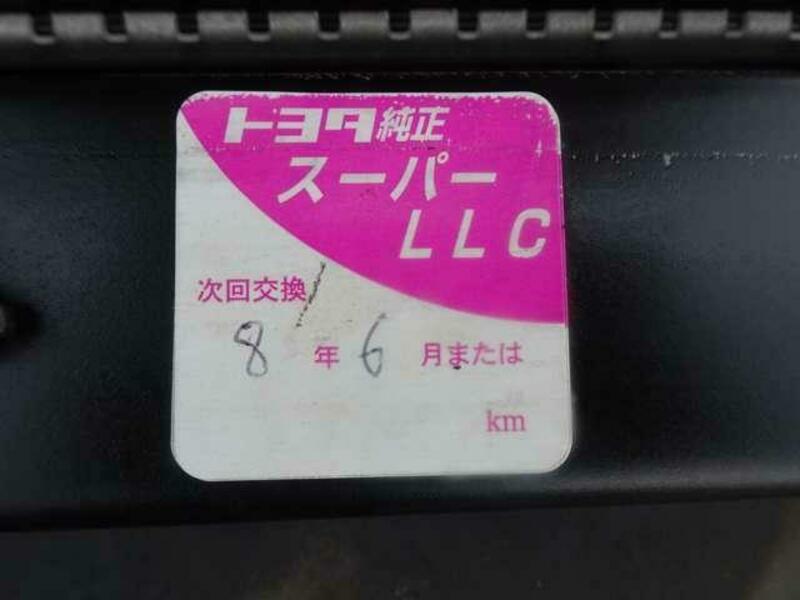 トヨタ純正
スーパー
LLC
次回交換
8年6月または
km